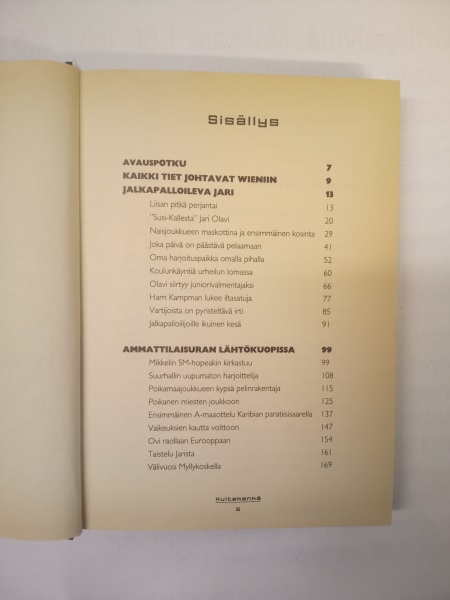 Sisällys
AVAUSPOTKU 7
KAIKKI TIET JOHTAVAT WIENIIN 9
JALKAPALLOILEVA JARI 13
Liisan pitkä perjantai 13
"Susi-Kallesta" Jari Olavi 20
Naisjoukkueen maskottina ja ensimmäinen kosinta 29
Joka päivä on päästävä pelaamaan 41
Oma harjoituspaikka omalla pihalla 52
Koulunkäyntiä urheilun lomassa 60
Olavi siirtyy juniorivalmentajaksi 66
Harri Kampman lukee iltasatuja 77
Vartijoista on pyristeltävä irti 85
Jalkapalloilijoille ikuinen kesä 91
AMMATTILAISURAN LÄHTÖKUOPISSA 99
Mikkelin SM-hopeakin kirkastuu 99
Suurhallin uupumaton harjoittelija 108
Poikamaajoukkueen kypsä pelinrakentaja 115
Poikanen miesten joukkoon 125
Ensimmäinen A-maaottelu Karibian paratiisisaarella 137
Vaikeuksien kautta voittoon 147
Ovi raollaan Eurooppaan 154
Taistelu Jarista 161
Välivuosi Myllykoskella 169
Kultakenkä